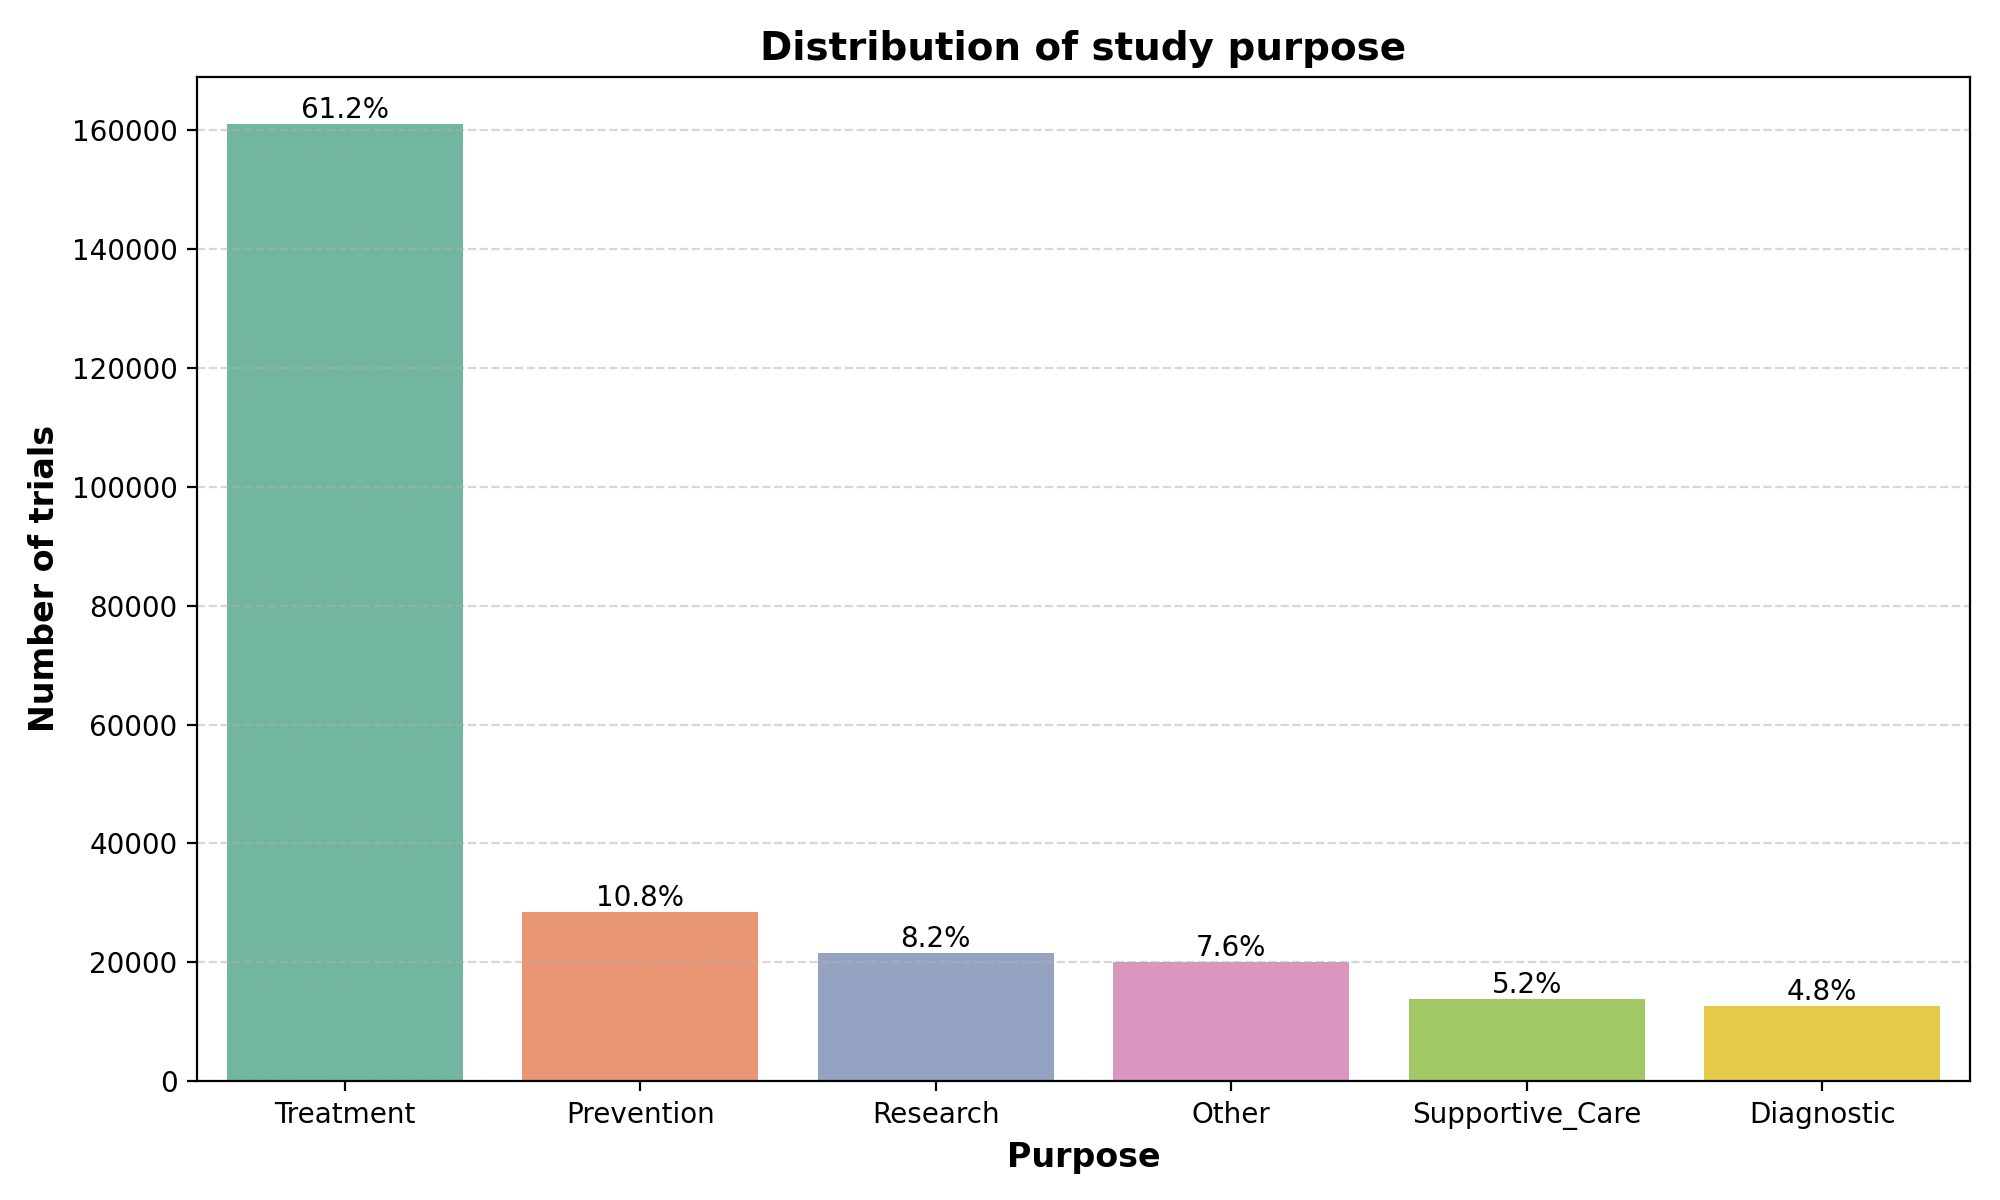 Distribution of study purpose
Number of trials
160000
140000
120000
100000
80000
60000
40000
20000
0
61.2%
10.8%
8.2%
7.6%
5.2%
4.8%
Treatment
Prevention
Research
Other
Supportive_Care
Diagnostic
Purpose